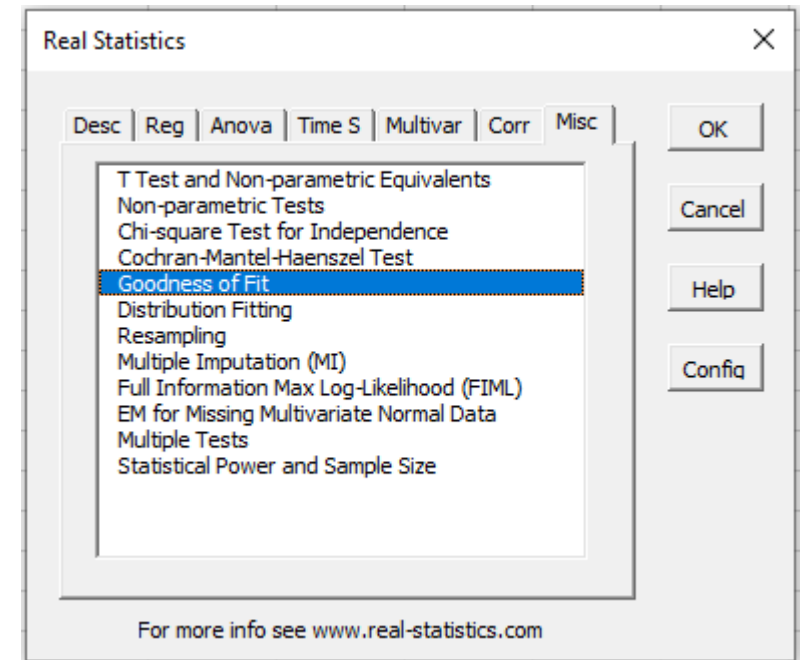 Real Statistics
Desc Reg Anova Time S Multivar Corr Misc
T Test and Non-parametric Equivalents
Non-parametric Tests
Chi-square Test for Independence
Cochran-Mantel-Haenszel Test
Goodness of Fit
Distribution Fitting
Resampling
Multiple Imputation (MI)
Full Information Max Log-Likelihood (FIML)
EM for Missing Multivariate Normal Data
Multiple Tests
Statistical Power and Sample Size
OK
Cancel
Help
Config
For more info see www.real-statistics.com